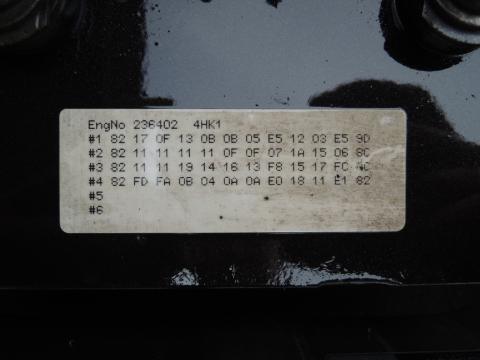 EngNo 236402 4HK1
#1 82 17 0F 13 0B 0B 05 E5 12 03 E5 9D
#2 82 11 11 11 11 0F 0F 07 1A 15 06 8C
#3 82 11 11 19 14 16 13 F8 15 17 FC 4C
#4 82 FD FA 0B 04 0A 0A E0 18 11 E1 82
#5
#6